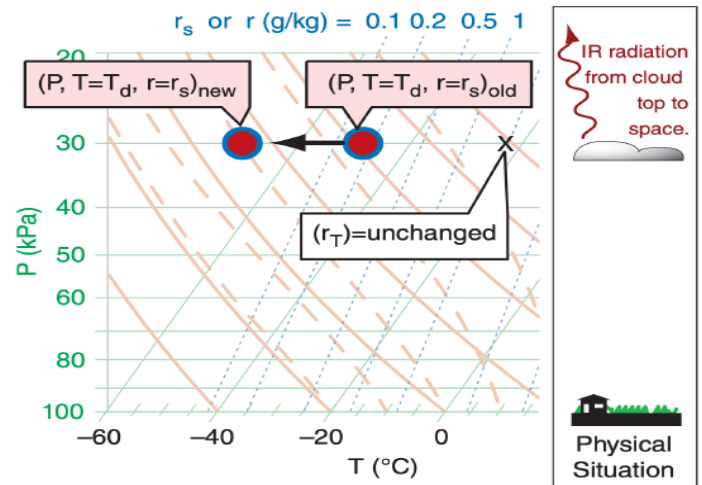 rs or r (g/kg) = 0.1 0.2 0.5 1
20
30
40
50
60
80
100
P (kPa)
(P, T=Td, r=rs)new
(P, T=Td, r=rs)old
X
(rT)=unchanged
−60
−40
−20
0
T (°C)
IR radiation
from cloud
top to
space.
Physical
Situation